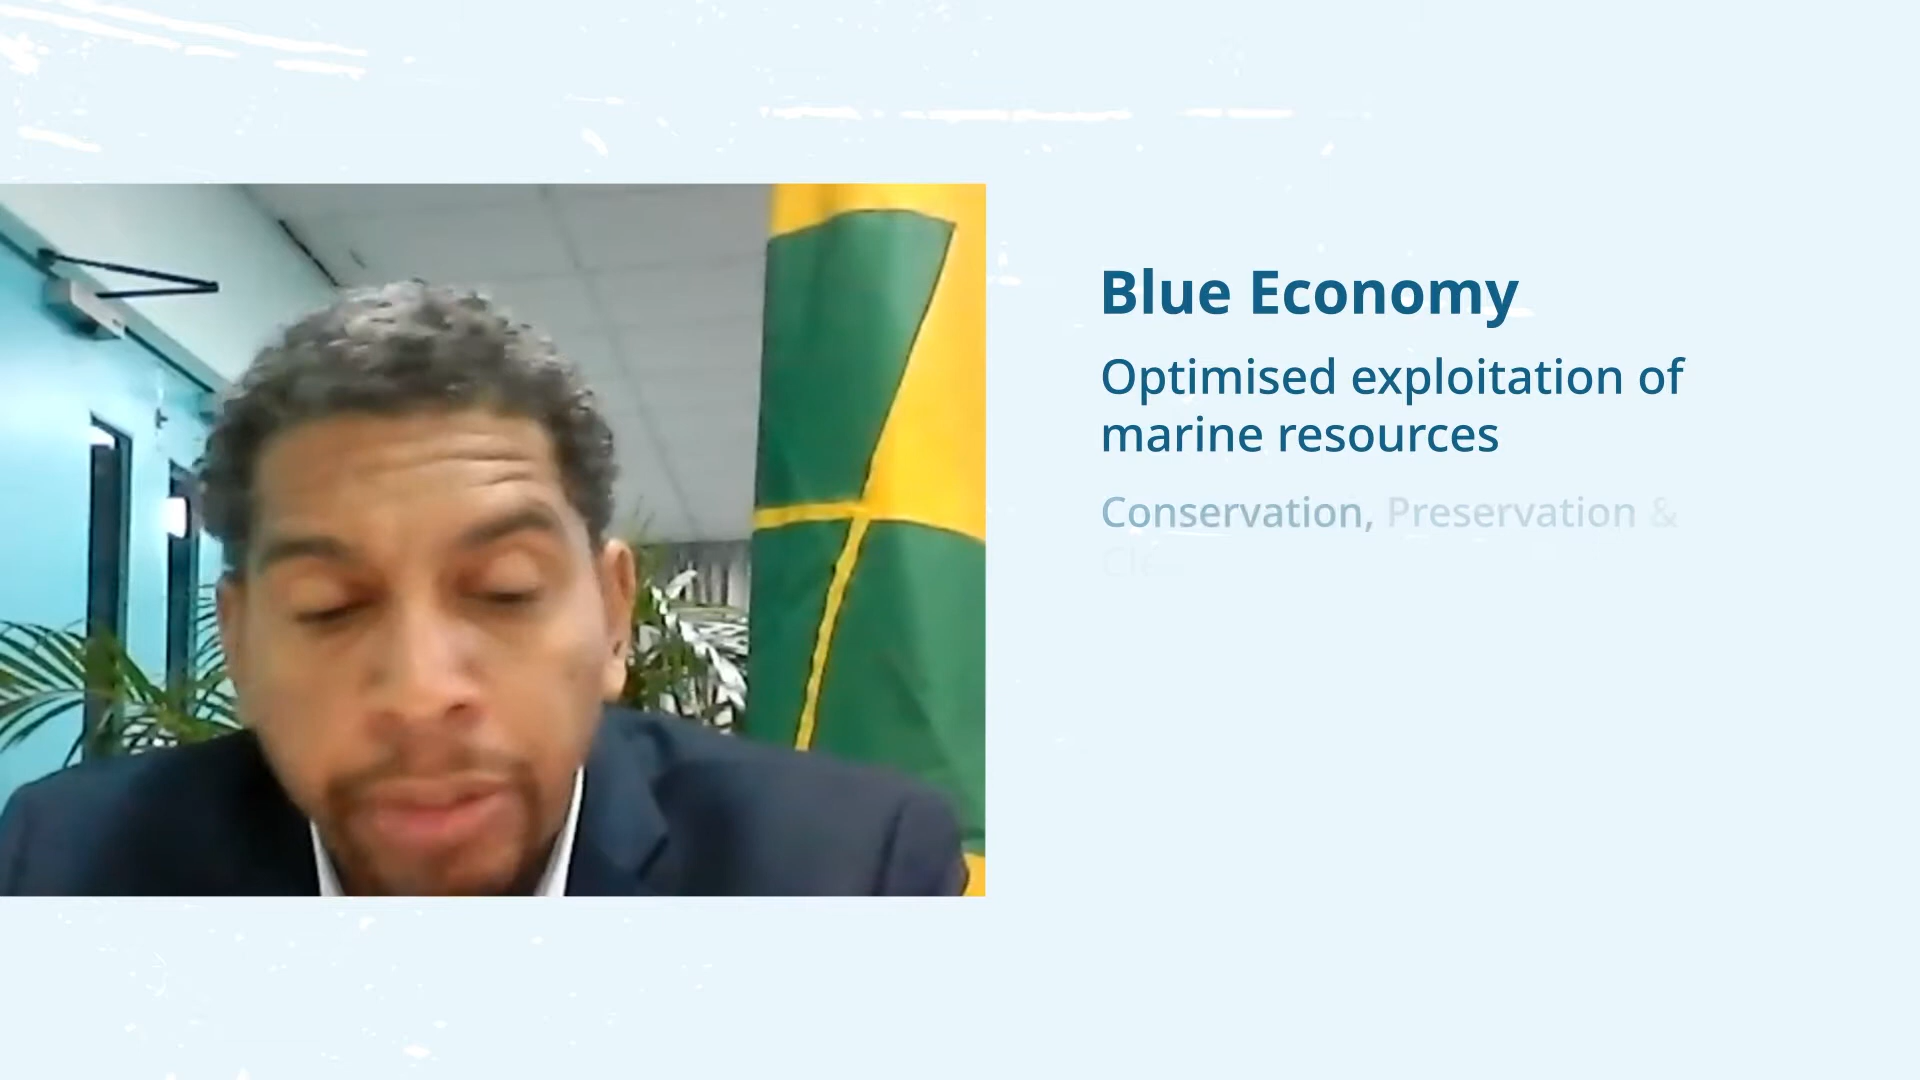 Blue Economy
Optimised exploitation of
marine resources
Conservation, Preservation &